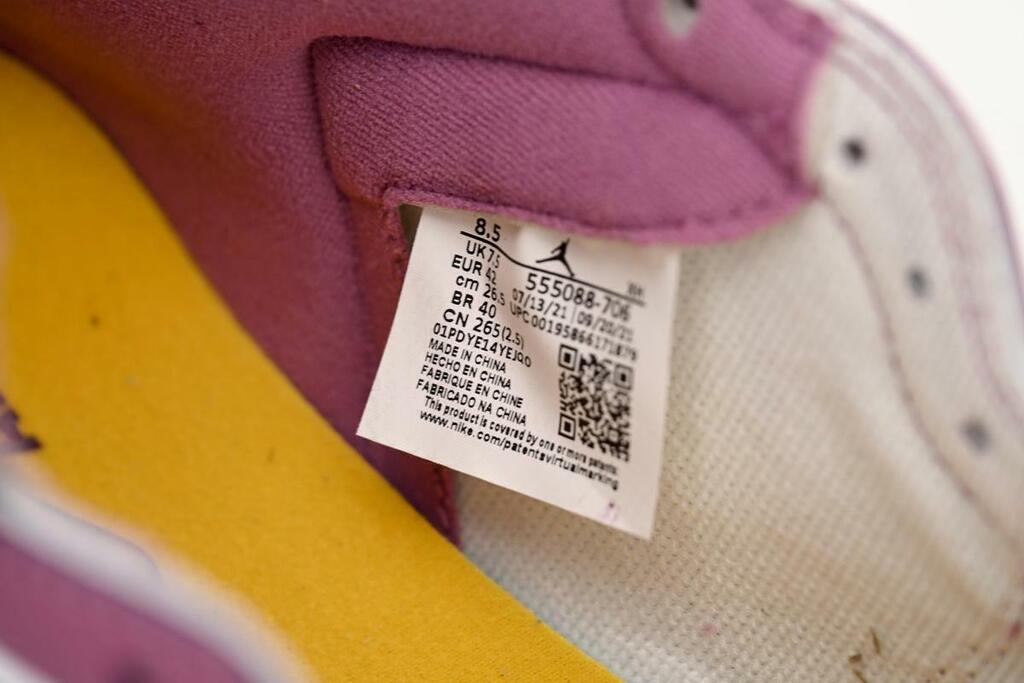 8.5
UK 7.5
EUR 42
cm 26.5
BR 40
CN 265(2.5)
01PDYE14YEJQ0
MADE IN CHINA
HECHO EN CHINA
FABRIQUE EN CHINE
FABRICADO NA CHINA
This product is covered by one or more patents.
www.nike.com/patentsvirtualmarking
555088-706
07/13/21 09/20/21
UPC 00195866171879